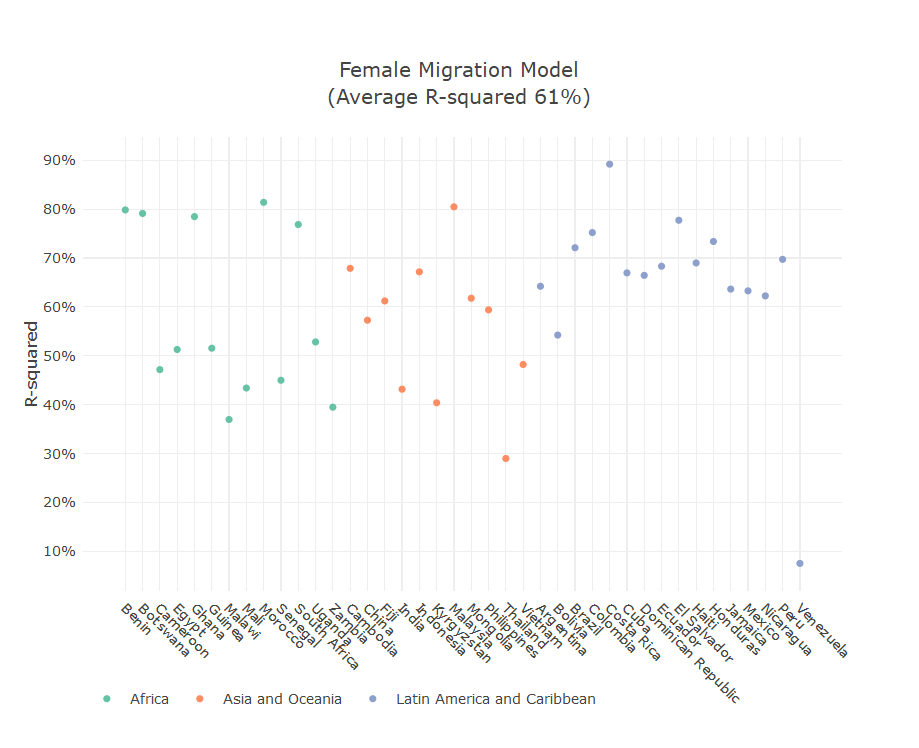 Female Migration Model
(Average R-squared 61%)
R-squared
90%
80%
70%
60%
50%
40%
30%
20%
10%
Benin
Botswana
Cameroon
Egypt
Ghana
Guinea
Malawi
Mali
Morocco
Senegal
South Africa
Uganda
Zambia
Cambodia
China
Fiji
India
Indonesia
Kyrgyzstan
Malaysia
Mongolia
Philippines
Thailand
Vietnam
Argentina
Bolivia
Brazil
Colombia
Costa Rica
Cuba
Dominican Republic
Ecuador
El Salvador
Haiti
Honduras
Jamaica
Mexico
Nicaragua
Peru
Venezuela
Africa
Asia and Oceania
Latin America and Caribbean